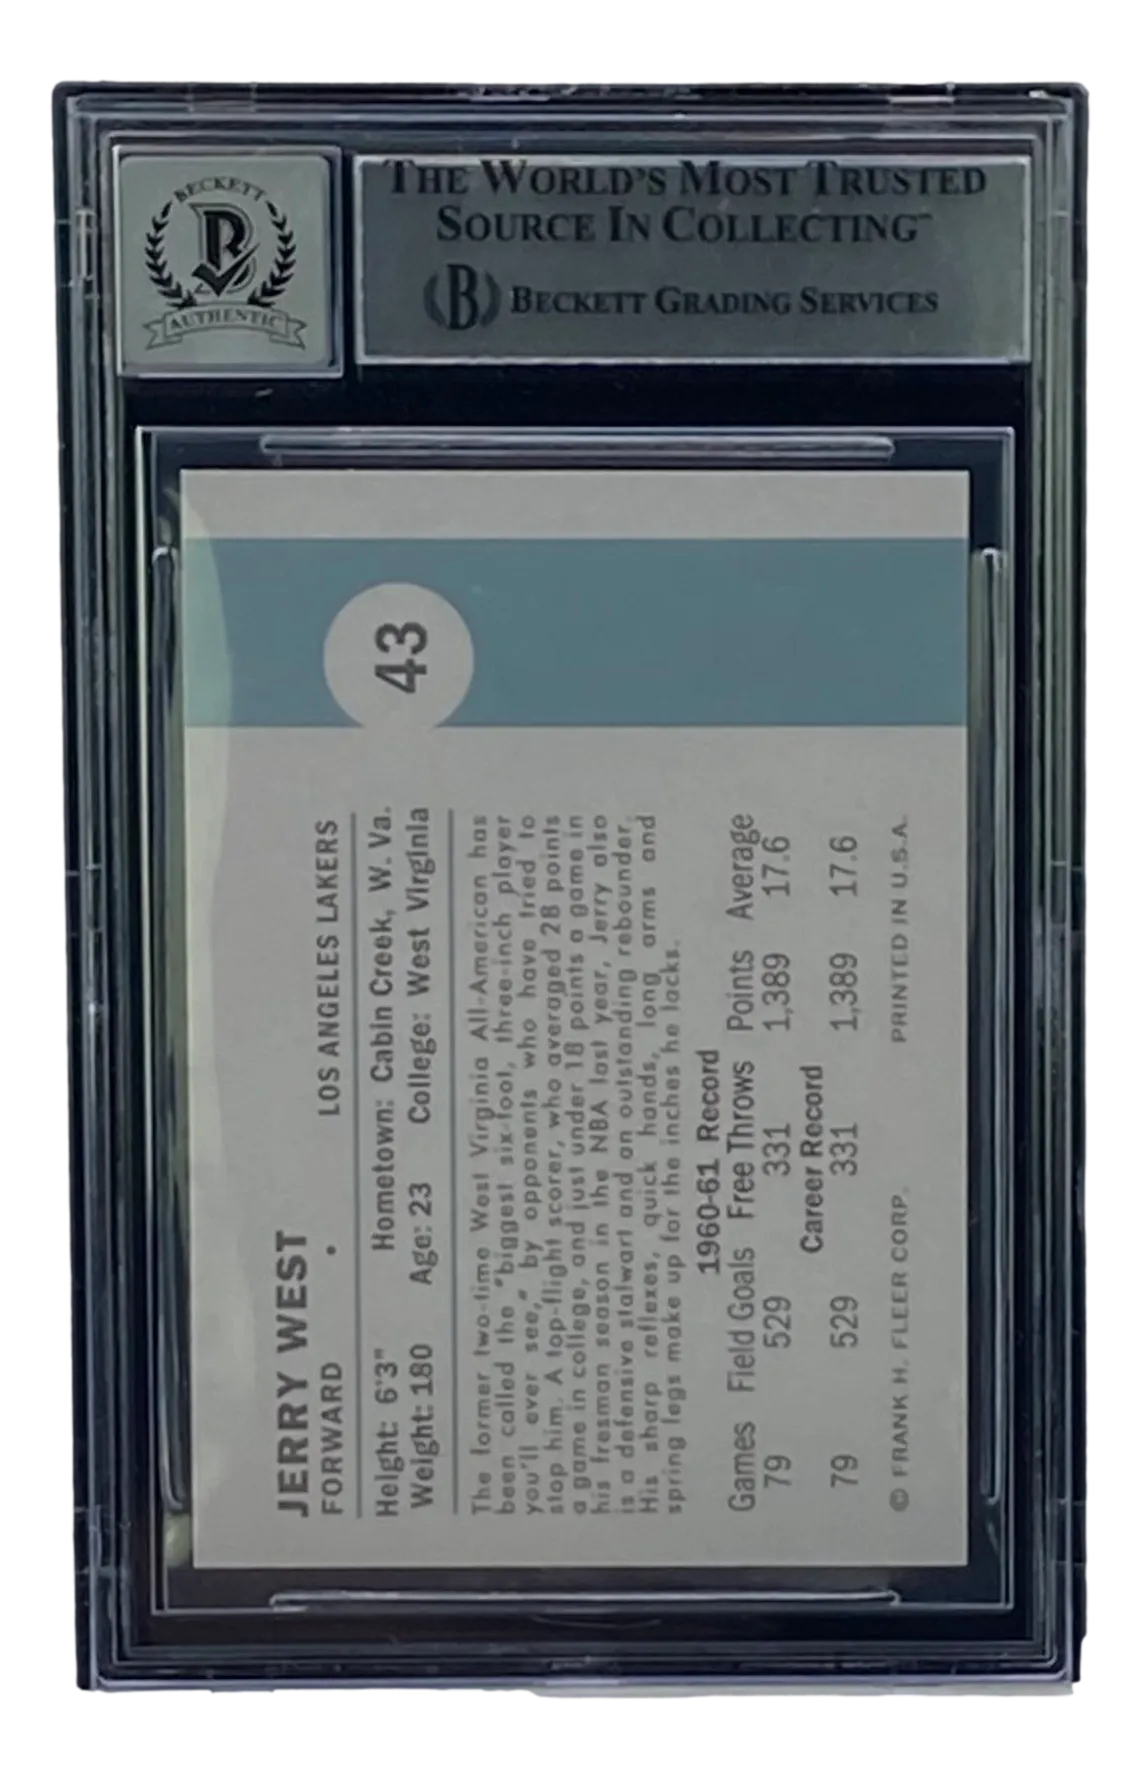 BECKETT
B
AUTHENTIC
THE WORLD'S MOST TRUSTED
SOURCE IN COLLECTING™
B BECKETT GRADING SERVICES
43
JERRY WEST
FORWARD • LOS ANGELES LAKERS
Height: 6'3" Hometown: Cabin Creek, W. Va.
Weight: 180 Age: 23 College: West Virginia
The former two-time West Virginia All-American has
been called the "biggest six-foot, three-inch player
you'll ever see," by opponents who have tried to
stop him. A top-flight scorer, who averaged 28 points
a game in college, and just under 18 points a game in
his fresman season in the NBA last year, Jerry also
is a defensive stalwart and an outstanding rebounder.
His sharp reflexes, quick hands, long arms and
spring legs make up for the inches he lacks.
1960-61 Record
Games Field Goals Free Throws Points Average
79 529 331 1,389 17.6
Career Record
79 529 331 1,389 17.6
© FRANK H. FLEER CORP. PRINTED IN U.S.A.